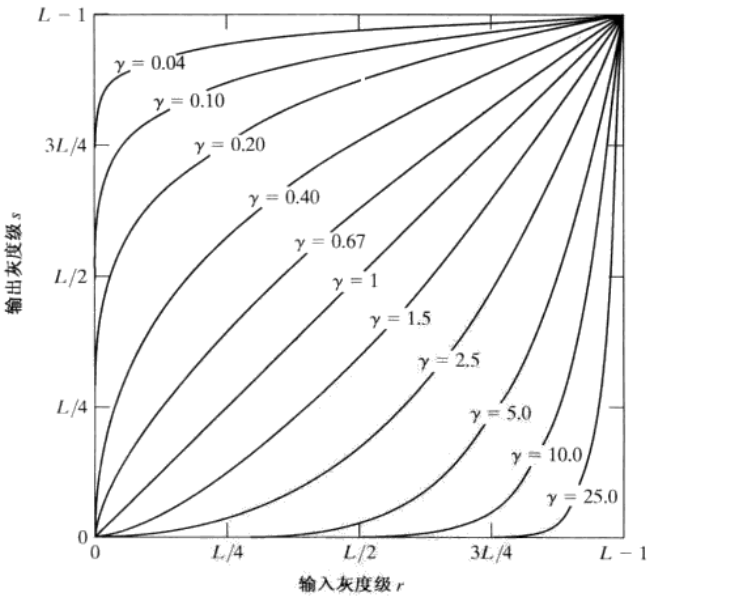 L − 1
γ = 0.04
γ = 0.10
3L/4
γ = 0.20
γ = 0.40
γ = 0.67
L/2
γ = 1
γ = 1.5
γ = 2.5
L/4
γ = 5.0
γ = 10.0
γ = 25.0
0
0
L/4
L/2
3L/4
L − 1
输出灰度级 s
输入灰度级 r